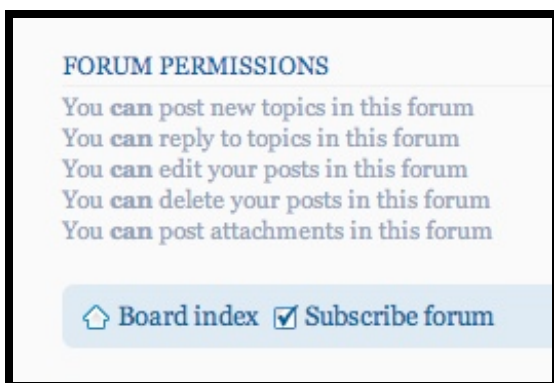 FORUM PERMISSIONS
You can post new topics in this forum
You can reply to topics in this forum
You can edit your posts in this forum
You can delete your posts in this forum
You can post attachments in this forum
Board index Subscribe forum